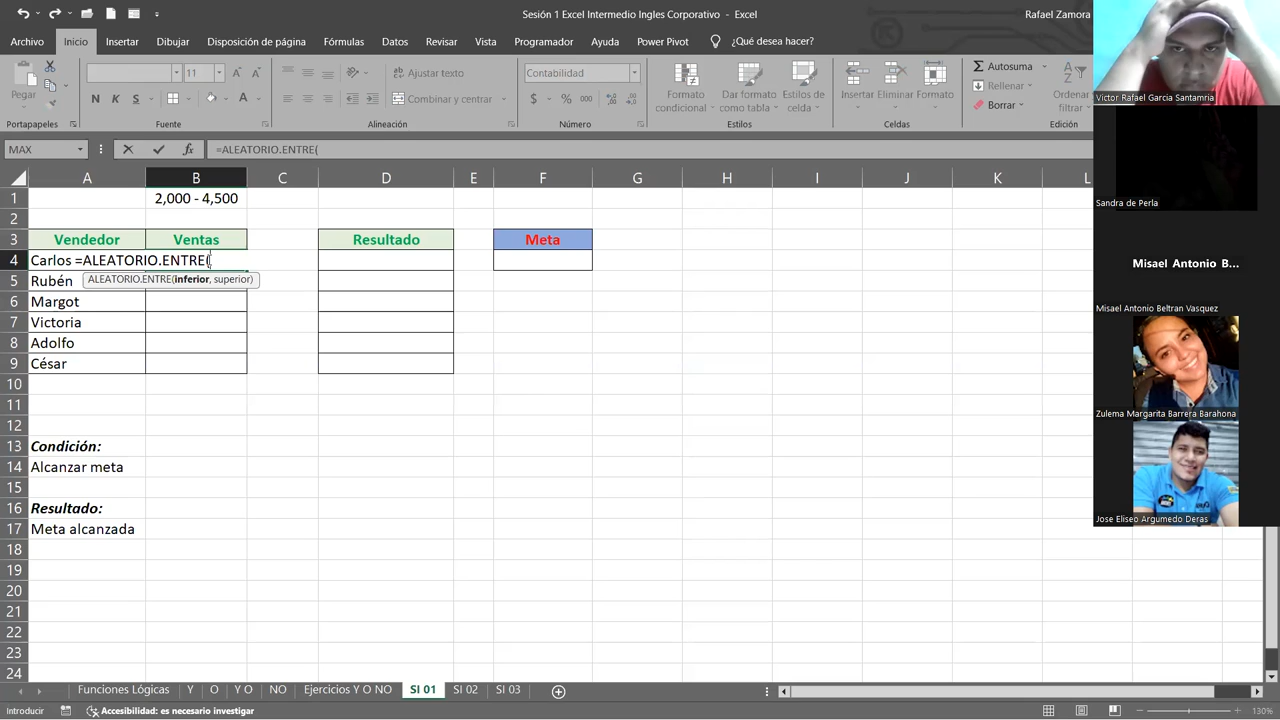 Sesión 1 Excel Intermedio Ingles Corporativo - Excel
Rafael Zamora
Archivo Inicio Insertar Dibujar Disposición de página Fórmulas Datos Revisar Vista Programador Ayuda Power Pivot ¿Qué desea hacer?
Pegar
11
Ajustar texto
Contabilidad
Formato condicional
Dar formato como tabla
Estilos de celda
Insertar Eliminar Formato
Autosuma
Rellenar
Borrar
Ordenar filtrar
N K S
Combinar y centrar
$ % 000
Portapapeles Fuente Alineación Número Estilos Celdas Edición
MAX fx =ALEATORIO.ENTRE(
A B C D E F G H I J K L
1 2,000 - 4,500
2
3 Vendedor Ventas Resultado Meta
4 Carlos =ALEATORIO.ENTRE(
ALEATORIO.ENTRE(inferior, superior)
5 Rubén
6 Margot
7 Victoria
8 Adolfo
9 César
10
11
12
13 Condición:
14 Alcanzar meta
15
16 Resultado:
17 Meta alcanzada
18
19
20
21
22
23
24
Funciones Lógicas Y O Y O NO Ejercicios Y O NO SI 01 SI 02 SI 03
Introducir Accesibilidad: es necesario investigar 130%
Victor Rafael Garcia Santamria
Sandra de Perla
Misael Antonio B...
Misael Antonio Beltran Vasquez
Zulema Margarita Barrera Barahona
Jose Eliseo Argumedo Deras